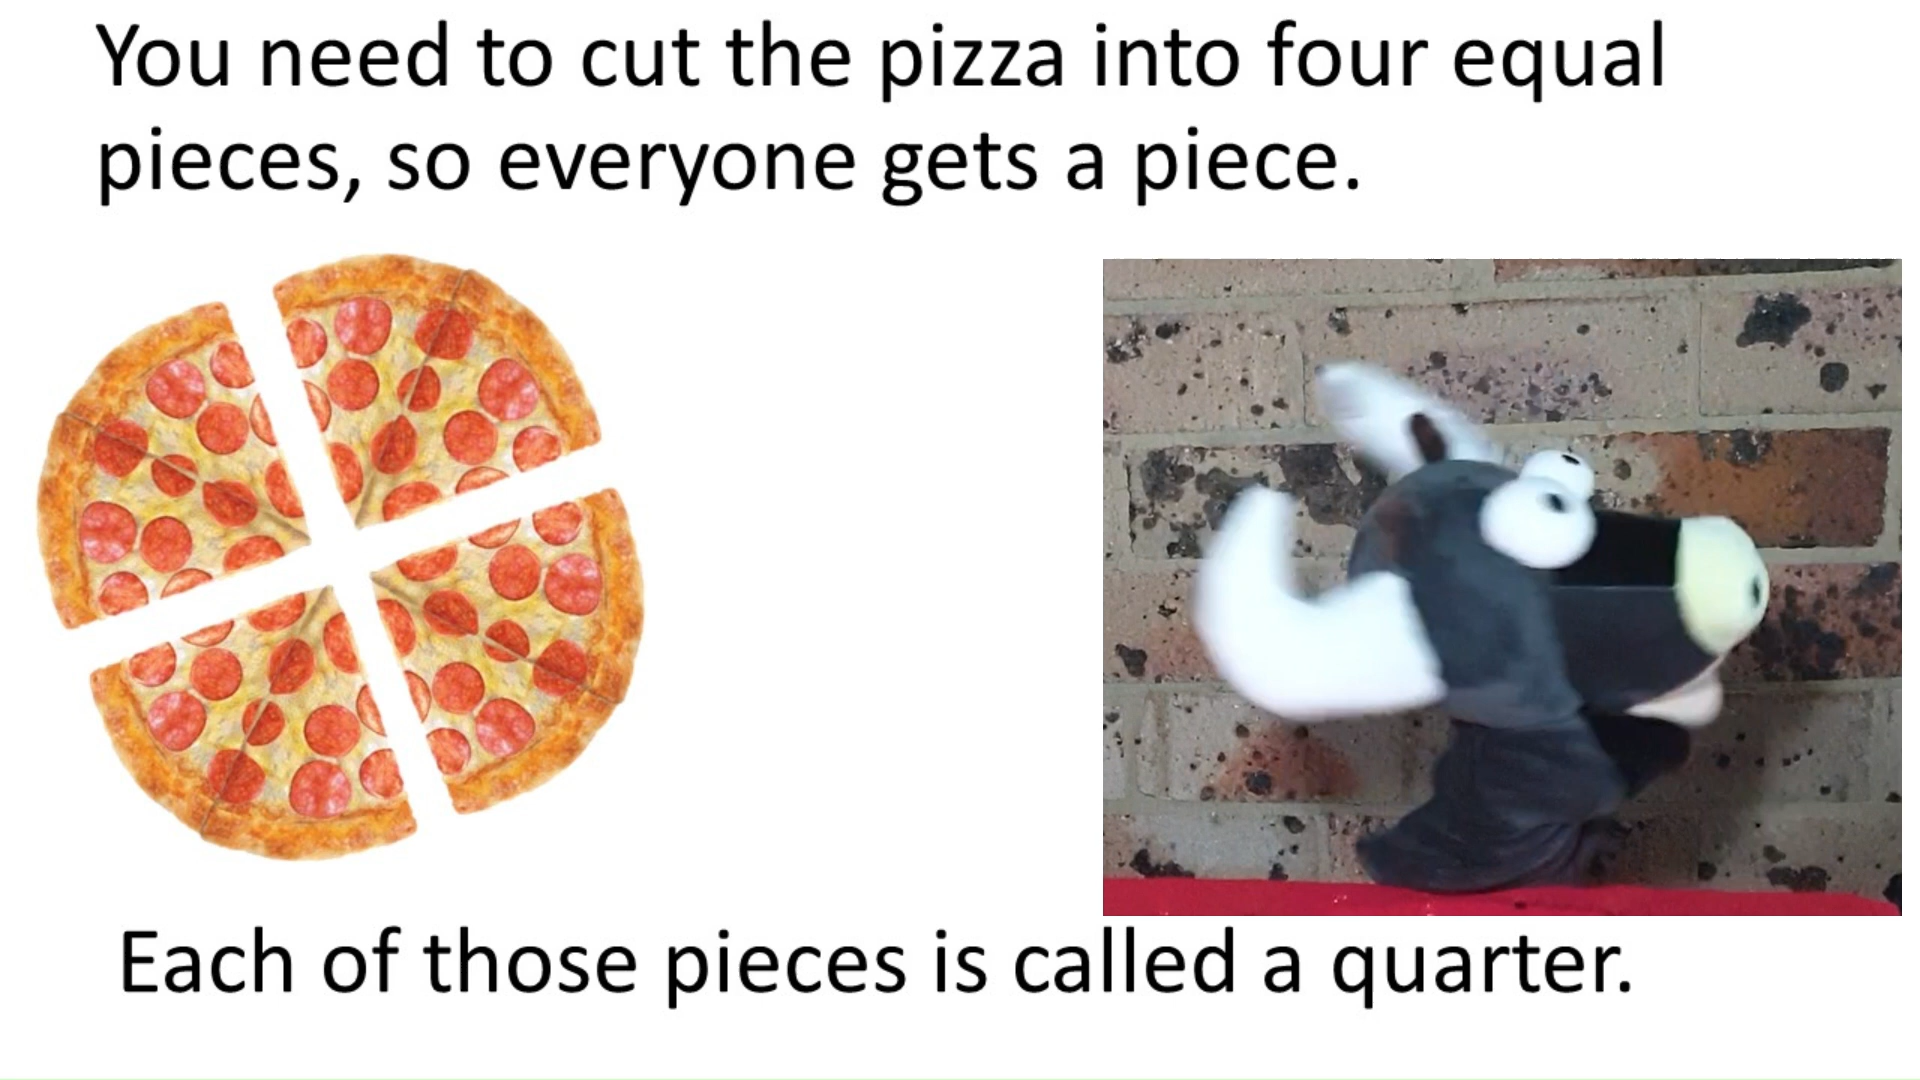 You need to cut the pizza into four equal
pieces, so everyone gets a piece.
Each of those pieces is called a quarter.